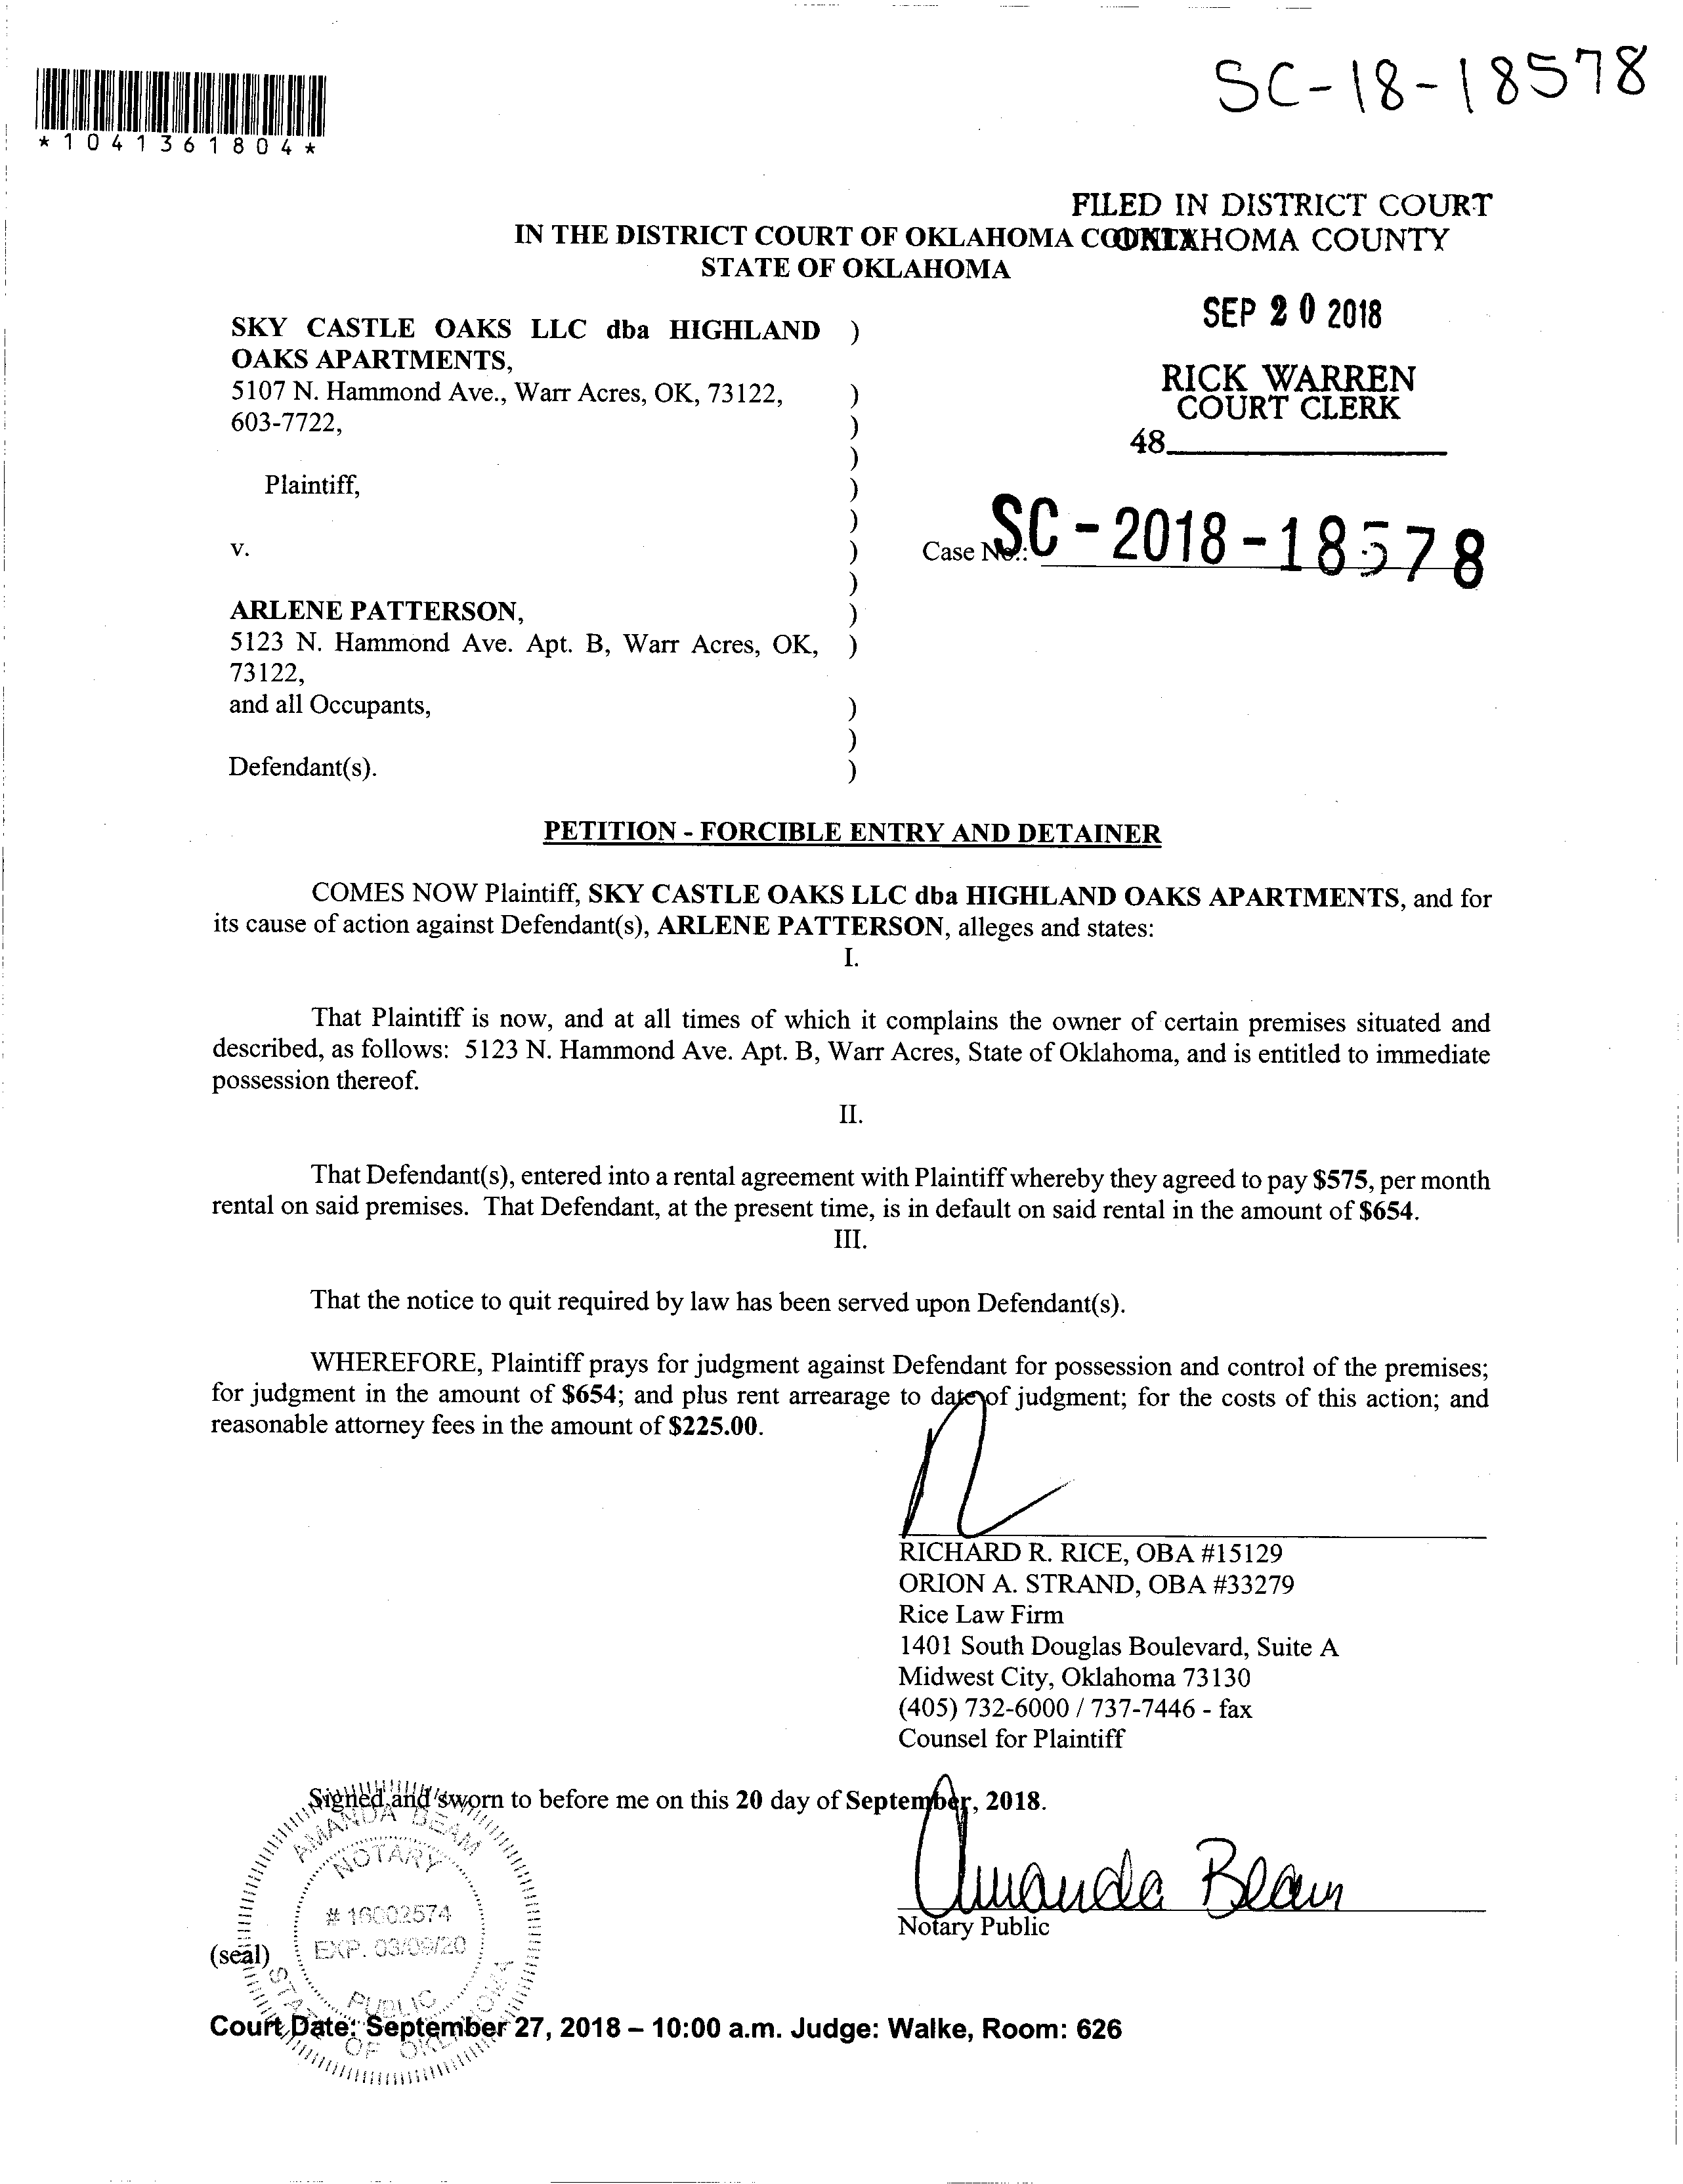 SC-18-18578
*1041361804*
FILED IN DISTRICT COURT
OKLAHOMA COUNTY
IN THE DISTRICT COURT OF OKLAHOMA COUNTY
STATE OF OKLAHOMA
SEP 20 2018
RICK WARREN
COURT CLERK
48
SKY CASTLE OAKS LLC dba HIGHLAND )
OAKS APARTMENTS,
5107 N. Hammond Ave., Warr Acres, OK, 73122, )
603-7722, )
)
Plaintiff, )
)
v. ) Case No.: SC-2018-18578
)
ARLENE PATTERSON, )
5123 N. Hammond Ave. Apt. B, Warr Acres, OK, )
73122,
and all Occupants, )
)
Defendant(s). )
PETITION - FORCIBLE ENTRY AND DETAINER
COMES NOW Plaintiff, SKY CASTLE OAKS LLC dba HIGHLAND OAKS APARTMENTS, and for
its cause of action against Defendant(s), ARLENE PATTERSON, alleges and states:
I.
That Plaintiff is now, and at all times of which it complains the owner of certain premises situated and
described, as follows: 5123 N. Hammond Ave. Apt. B, Warr Acres, State of Oklahoma, and is entitled to immediate
possession thereof.
II.
That Defendant(s), entered into a rental agreement with Plaintiff whereby they agreed to pay $575, per month
rental on said premises. That Defendant, at the present time, is in default on said rental in the amount of $654.
III.
That the notice to quit required by law has been served upon Defendant(s).
WHEREFORE, Plaintiff prays for judgment against Defendant for possession and control of the premises;
for judgment in the amount of $654; and plus rent arrearage to date of judgment; for the costs of this action; and
reasonable attorney fees in the amount of $225.00.
RICHARD R. RICE, OBA #15129
ORION A. STRAND, OBA #33279
Rice Law Firm
1401 South Douglas Boulevard, Suite A
Midwest City, Oklahoma 73130
(405) 732-6000 / 737-7446 - fax
Counsel for Plaintiff
Signed and sworn to before me on this 20 day of September, 2018.
Amanda Beam
Notary Public
AMANDA BEAM
NOTARY
# 16002574
EXP. 03/09/20
PUBLIC
STATE OF OKLAHOMA
(seal)
Court Date: September 27, 2018 – 10:00 a.m. Judge: Walke, Room: 626